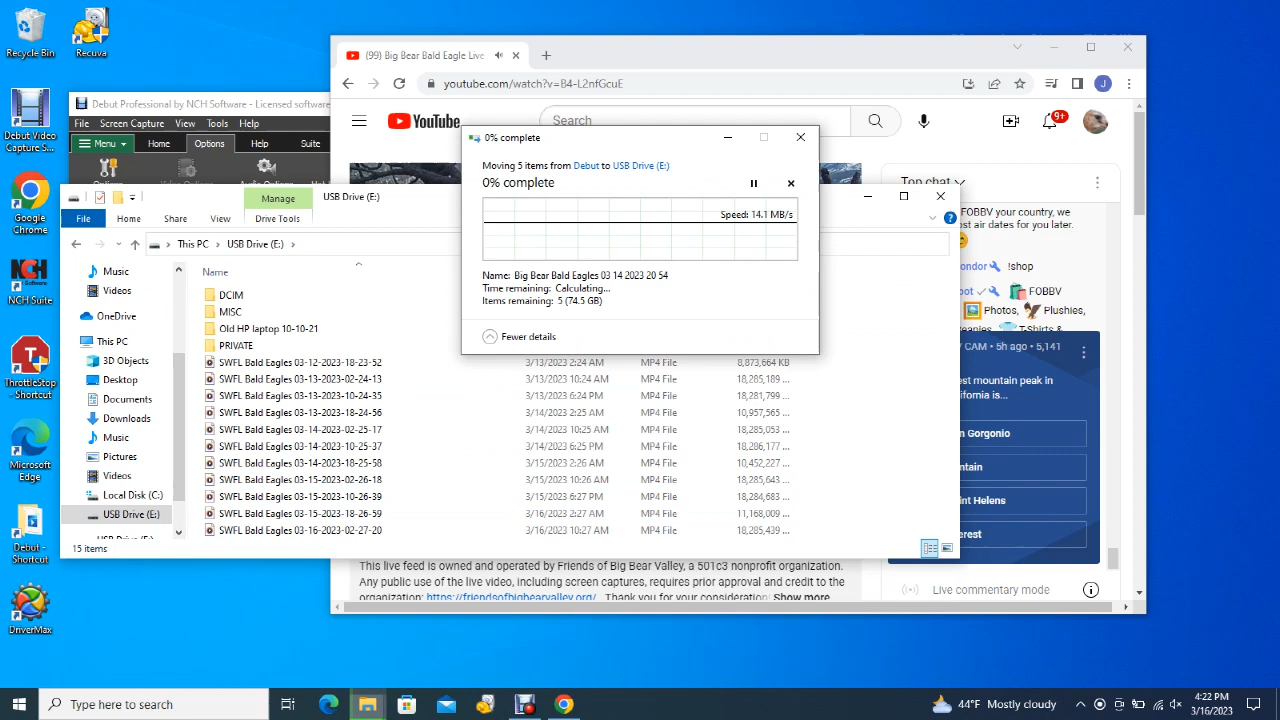 Recycle Bin
Recuva
Debut Video
Capture S...
Google
Chrome
NCH Suite
ThrottleStop
- Shortcut
Microsoft
Edge
Debut -
Shortcut
DriverMax
(99) Big Bear Bald Eagle Live
youtube.com/watch?v=B4-L2nfGcuE
J
YouTube
Search
9+
Debut Professional by NCH Software - Licensed software
File Screen Capture View Tools Help
Menu Home Options Help Suite
0% complete
Moving 5 items from Debut to USB Drive (E:)
0% complete
Speed: 14.1 MB/s
Name: Big Bear Bald Eagles 03 14 2023 20 54
Time remaining: Calculating...
Items remaining: 5 (74.5 GB)
Fewer details
Manage
USB Drive (E:)
File Home Share View Drive Tools
This PC USB Drive (E:)
Music
Videos
OneDrive
This PC
3D Objects
Desktop
Documents
Downloads
Music
Pictures
Videos
Local Disk (C:)
USB Drive (E:)
USB Drive (E:)
Name
DCIM
MISC
Old HP laptop 10-10-21
PRIVATE
SWFL Bald Eagles 03-12-2023-18-23-52 3/13/2023 2:24 AM MP4 File 8,873,664 KB
SWFL Bald Eagles 03-13-2023-02-24-13 3/13/2023 10:24 AM MP4 File 18,285,189 ...
SWFL Bald Eagles 03-13-2023-10-24-35 3/13/2023 6:24 PM MP4 File 18,281,799 ...
SWFL Bald Eagles 03-13-2023-18-24-56 3/14/2023 2:25 AM MP4 File 10,957,565 ...
SWFL Bald Eagles 03-14-2023-02-25-17 3/14/2023 10:25 AM MP4 File 18,285,053 ...
SWFL Bald Eagles 03-14-2023-10-25-37 3/14/2023 6:25 PM MP4 File 18,286,177 ...
SWFL Bald Eagles 03-14-2023-18-25-58 3/15/2023 2:26 AM MP4 File 10,452,227 ...
SWFL Bald Eagles 03-15-2023-02-26-18 3/15/2023 10:26 AM MP4 File 18,285,643 ...
SWFL Bald Eagles 03-15-2023-10-26-39 3/15/2023 6:27 PM MP4 File 18,284,683 ...
SWFL Bald Eagles 03-15-2023-18-26-59 3/16/2023 2:27 AM MP4 File 11,168,009 ...
SWFL Bald Eagles 03-16-2023-02-27-20 3/16/2023 10:27 AM MP4 File 18,285,439 ...
15 items
Top chat
FOBBV your country, we
ost air dates for you later.
ondor !shop
oot FOBBV
Photos, Plushies,
T-Shirts &
CAM • 5h ago • 5,141
est mountain peak in
ifornia is...
n Gorgonio
ntain
int Helens
erest
Live commentary mode
This live feed is owned and operated by Friends of Big Bear Valley, a 501c3 nonprofit organization.
Any public use of the live video, including screen captures, requires prior approval and credit to the
organization: https://friendsofbigbearvalley.org/ Thank you for your consideration! Show more
Type here to search
44°F Mostly cloudy
4:22 PM
3/16/2023